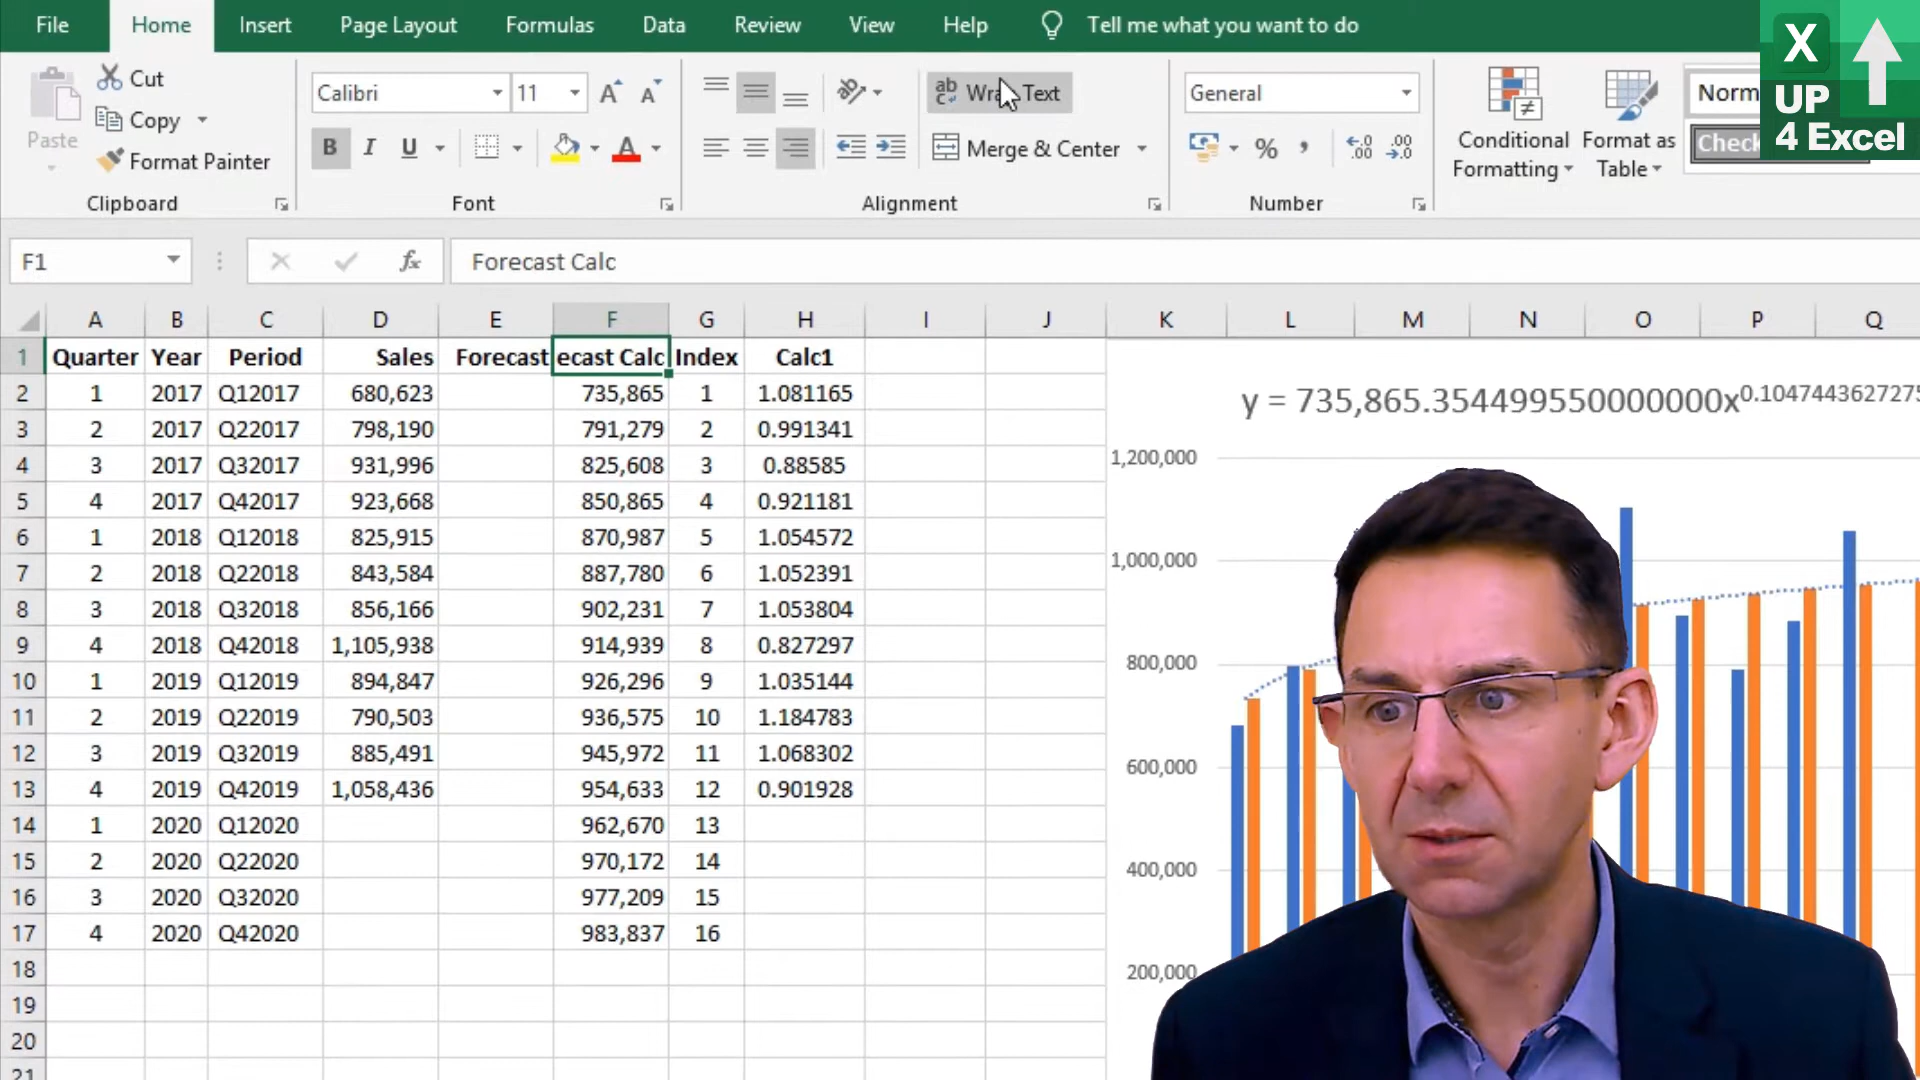 File Home Insert Page Layout Formulas Data Review View Help Tell me what you want to do
X
UP
4 Excel
Cut
Copy
Format Painter
Paste
Clipboard
Calibri 11
B I U
Font
Wrap Text
Merge & Center
Alignment
General
%
Number
Conditional Formatting
Format as Table
Norm
Check
F1 fx Forecast Calc
A B C D E F G H I J K L M N O P Q
1 Quarter Year Period Sales Forecast ecast Calc Index Calc1
2 1 2017 Q12017 680,623 735,865 1 1.081165
3 2 2017 Q22017 798,190 791,279 2 0.991341
4 3 2017 Q32017 931,996 825,608 3 0.88585
5 4 2017 Q42017 923,668 850,865 4 0.921181
6 1 2018 Q12018 825,915 870,987 5 1.054572
7 2 2018 Q22018 843,584 887,780 6 1.052391
8 3 2018 Q32018 856,166 902,231 7 1.053804
9 4 2018 Q42018 1,105,938 914,939 8 0.827297
10 1 2019 Q12019 894,847 926,296 9 1.035144
11 2 2019 Q22019 790,503 936,575 10 1.184783
12 3 2019 Q32019 885,491 945,972 11 1.068302
13 4 2019 Q42019 1,058,436 954,633 12 0.901928
14 1 2020 Q12020 962,670 13
15 2 2020 Q22020 970,172 14
16 3 2020 Q32020 977,209 15
17 4 2020 Q42020 983,837 16
18
19
20
21
y = 735,865.354499550000000x0.1047443627275
1,200,000
1,000,000
800,000
600,000
400,000
200,000